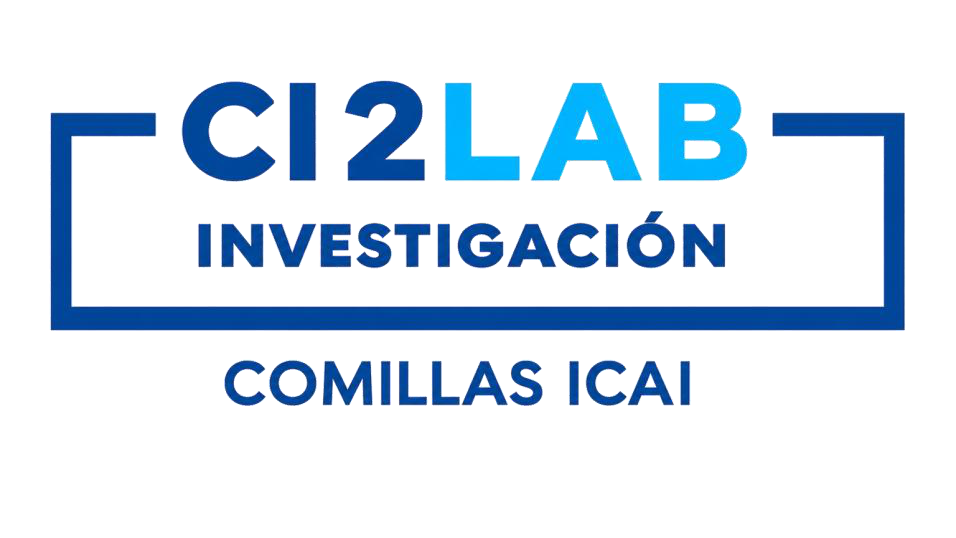 CI2LAB
INVESTIGACIÓN
COMILLAS ICAI